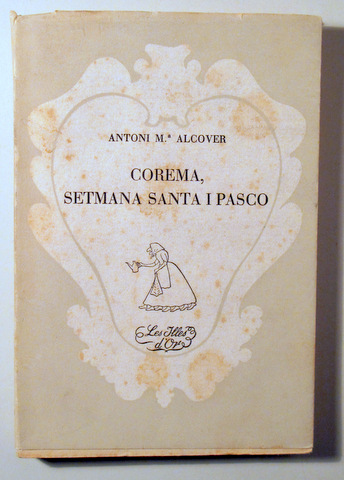 ANTONI M.ª ALCOVER
COREMA,
SETMANA SANTA I PASCO
Les Illes
d'Or